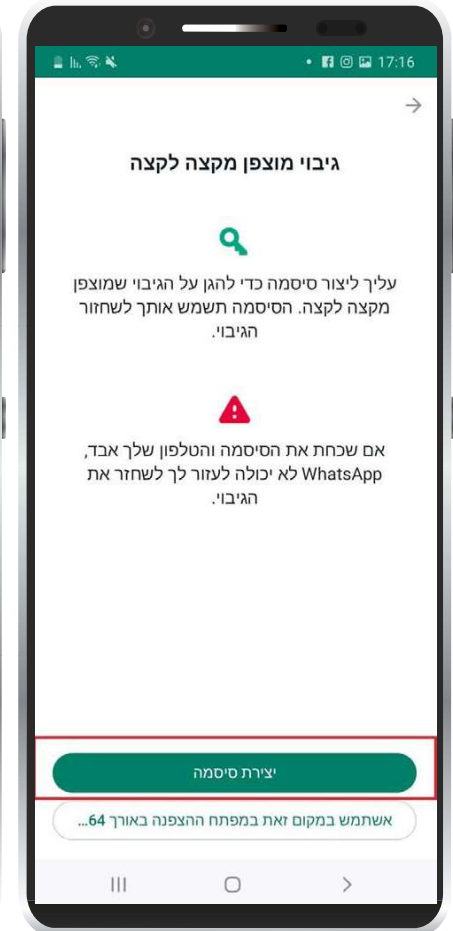 17:16
גיבוי מוצפן מקצה לקצה
עליך ליצור סיסמה כדי להגן על הגיבוי שמוצפן
מקצה לקצה. הסיסמה תשמש אותך לשחזור
הגיבוי.
אם שכחת את הסיסמה והטלפון שלך אבד,
WhatsApp לא יכולה לעזור לך לשחזר את
הגיבוי.
יצירת סיסמה
אשתמש במקום זאת במפתח ההצפנה באורך 64...